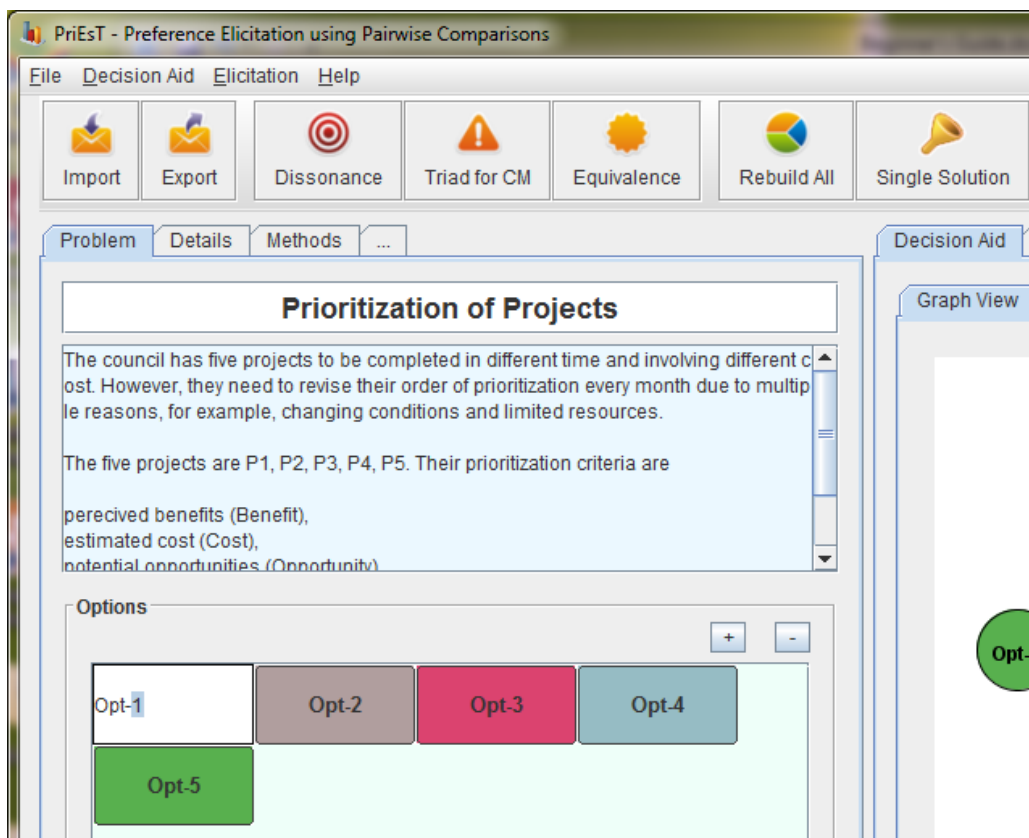 PriEsT - Preference Elicitation using Pairwise Comparisons
File Decision Aid Elicitation Help
Import Export Dissonance Triad for CM Equivalence Rebuild All Single Solution
Problem Details Methods ... Decision Aid
Graph View
Prioritization of Projects
The council has five projects to be completed in different time and involving different c
ost. However, they need to revise their order of prioritization every month due to multip
le reasons, for example, changing conditions and limited resources.
The five projects are P1, P2, P3, P4, P5. Their prioritization criteria are
perecived benefits (Benefit),
estimated cost (Cost),
potential opportunities (Opportunity)
Options
+ -
Opt-1 Opt-2 Opt-3 Opt-4
Opt-
Opt-5